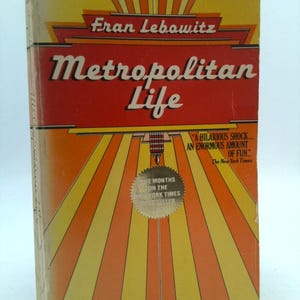 Fran Lebowitz
Metropolitan
Life
"A HILARIOUS SHOCK...
AN ENORMOUS AMOUNT
OF FUN."
The New York Times
MONTHS
ON THE
NEW YORK TIMES